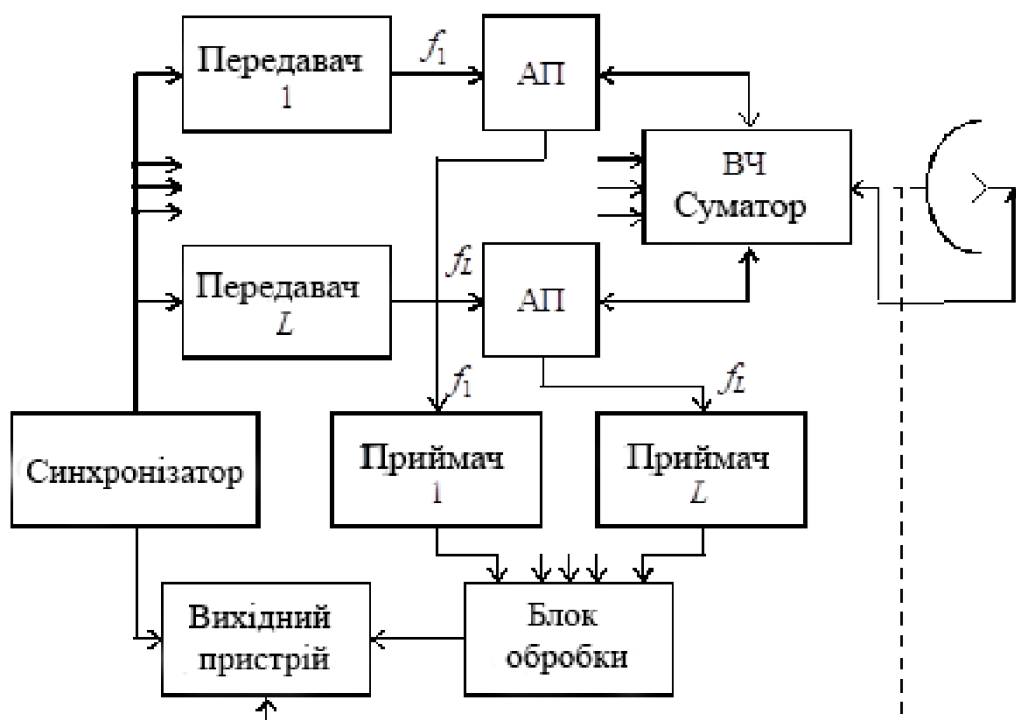 Передавач
1
f1
АП
ВЧ
Суматор
Передавач
L
fL
АП
f1
fL
Синхронізатор
Приймач
1
Приймач
L
Вихідний
пристрій
Блок
обробки